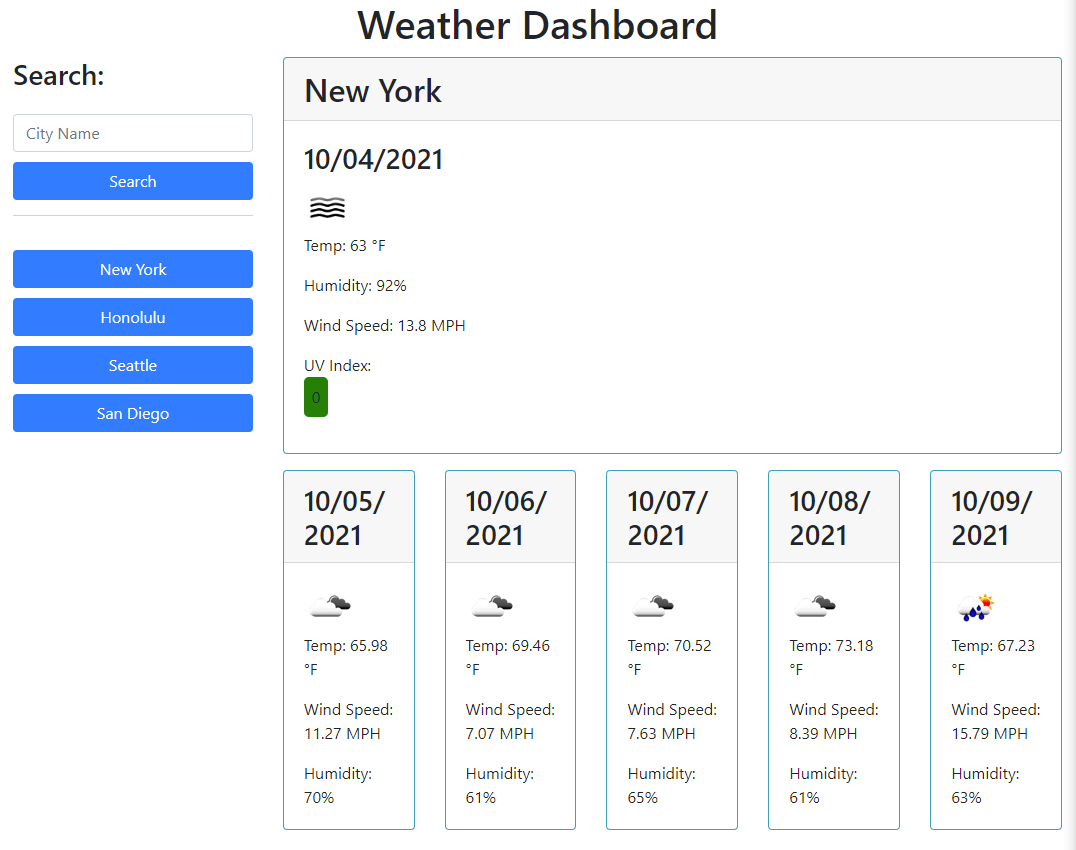 Weather Dashboard
Search:
City Name
Search
New York
Honolulu
Seattle
San Diego
New York
10/04/2021
Temp: 63 °F
Humidity: 92%
Wind Speed: 13.8 MPH
UV Index:
0
10/05/
2021
Temp: 65.98
°F
Wind Speed:
11.27 MPH
Humidity:
70%
10/06/
2021
Temp: 69.46
°F
Wind Speed:
7.07 MPH
Humidity:
61%
10/07/
2021
Temp: 70.52
°F
Wind Speed:
7.63 MPH
Humidity:
65%
10/08/
2021
Temp: 73.18
°F
Wind Speed:
8.39 MPH
Humidity:
61%
10/09/
2021
Temp: 67.23
°F
Wind Speed:
15.79 MPH
Humidity:
63%